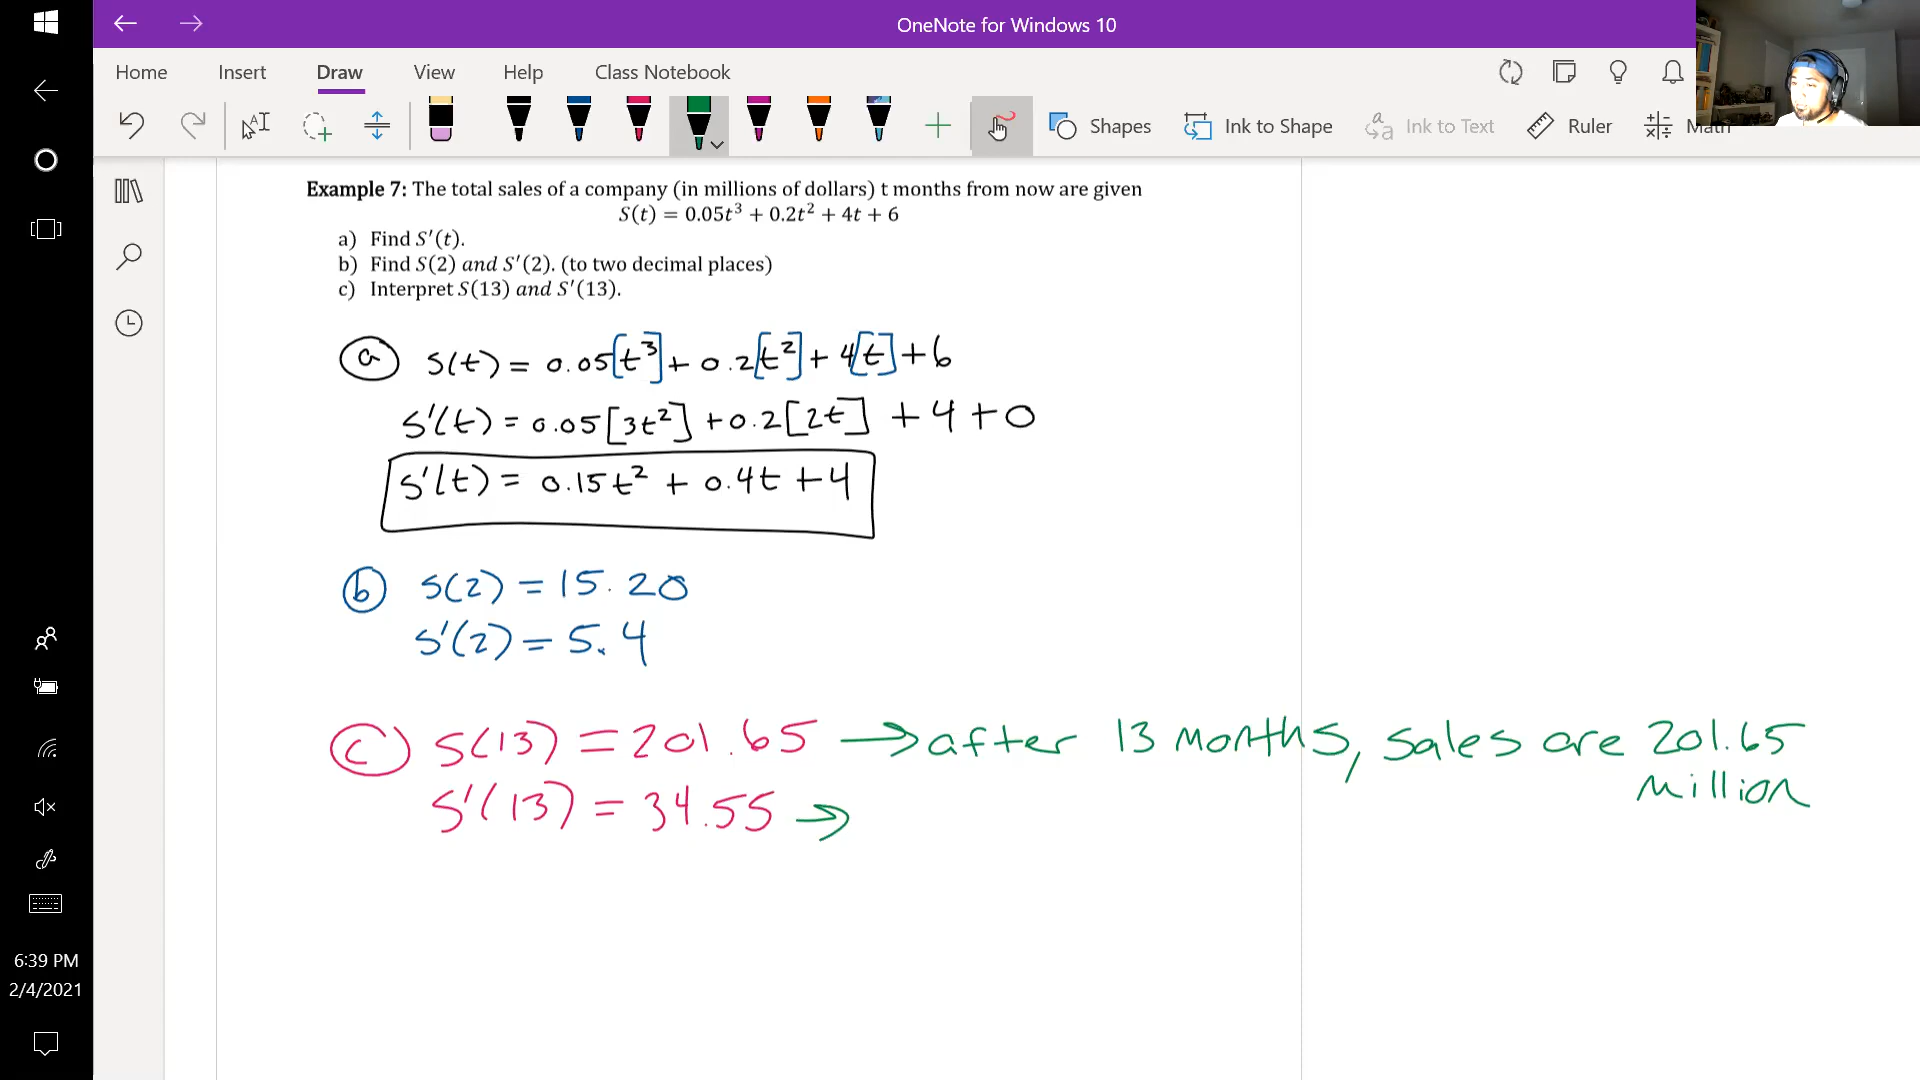 OneNote for Windows 10
Home Insert Draw View Help Class Notebook
Shapes Ink to Shape Ink to Text Ruler Math
Example 7: The total sales of a company (in millions of dollars) t months from now are given
S(t) = 0.05t³ + 0.2t² + 4t + 6
a) Find S′(t).
b) Find S(2) and S′(2). (to two decimal places)
c) Interpret S(13) and S′(13).
a S(t) = 0.05[t³] + 0.2[t²] + 4[t] + 6
S'(t) = 0.05[3t²] + 0.2[2t] + 4 + 0
S'(t) = 0.15t² + 0.4t + 4
b S(2) = 15.20
S'(2) = 5.4
c S(13) = 201.65 → after 13 months, sales are 201.65
million
S'(13) = 34.55 →
6:39 PM
2/4/2021